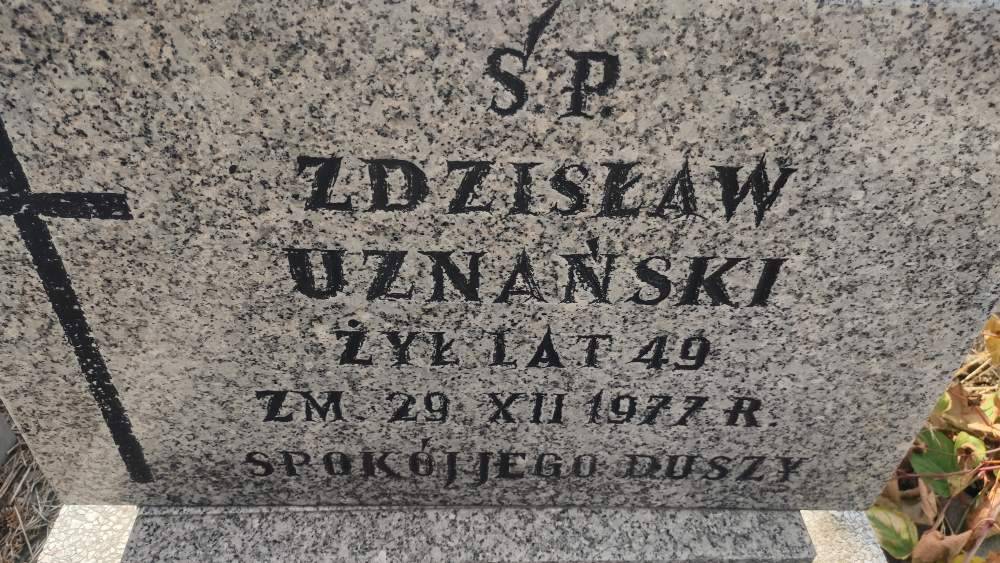 Ś.P.
ZDZISŁAW
UZNAŃSKI
ŻYŁ LAT 49
ZM. 29 XII 1977 R.
SPOKÓJ JEGO DUSZY